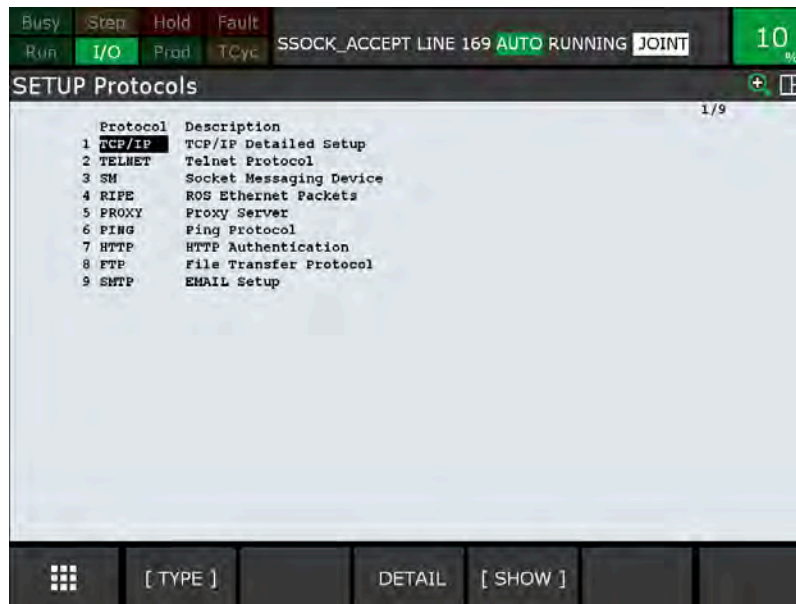 Busy Step Hold Fault
Run I/O Prod TCyc SSOCK_ACCEPT LINE 169 AUTO RUNNING JOINT 10 %
SETUP Protocols
1/9
Protocol Description
1 TCP/IP TCP/IP Detailed Setup
2 TELNET Telnet Protocol
3 SM Socket Messaging Device
4 RIPE ROS Ethernet Packets
5 PROXY Proxy Server
6 PING Ping Protocol
7 HTTP HTTP Authentication
8 FTP File Transfer Protocol
9 SMTP EMAIL Setup
[ TYPE ] DETAIL [ SHOW ]